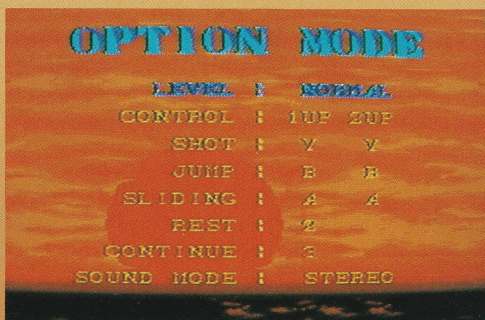 OPTION MODE
LEVEL : NORMAL
CONTROL : 1UP 2UP
SHOT : Y Y
JUMP : B B
SLIDING : A A
REST : 2
CONTINUE : 3
SOUND MODE : STEREO